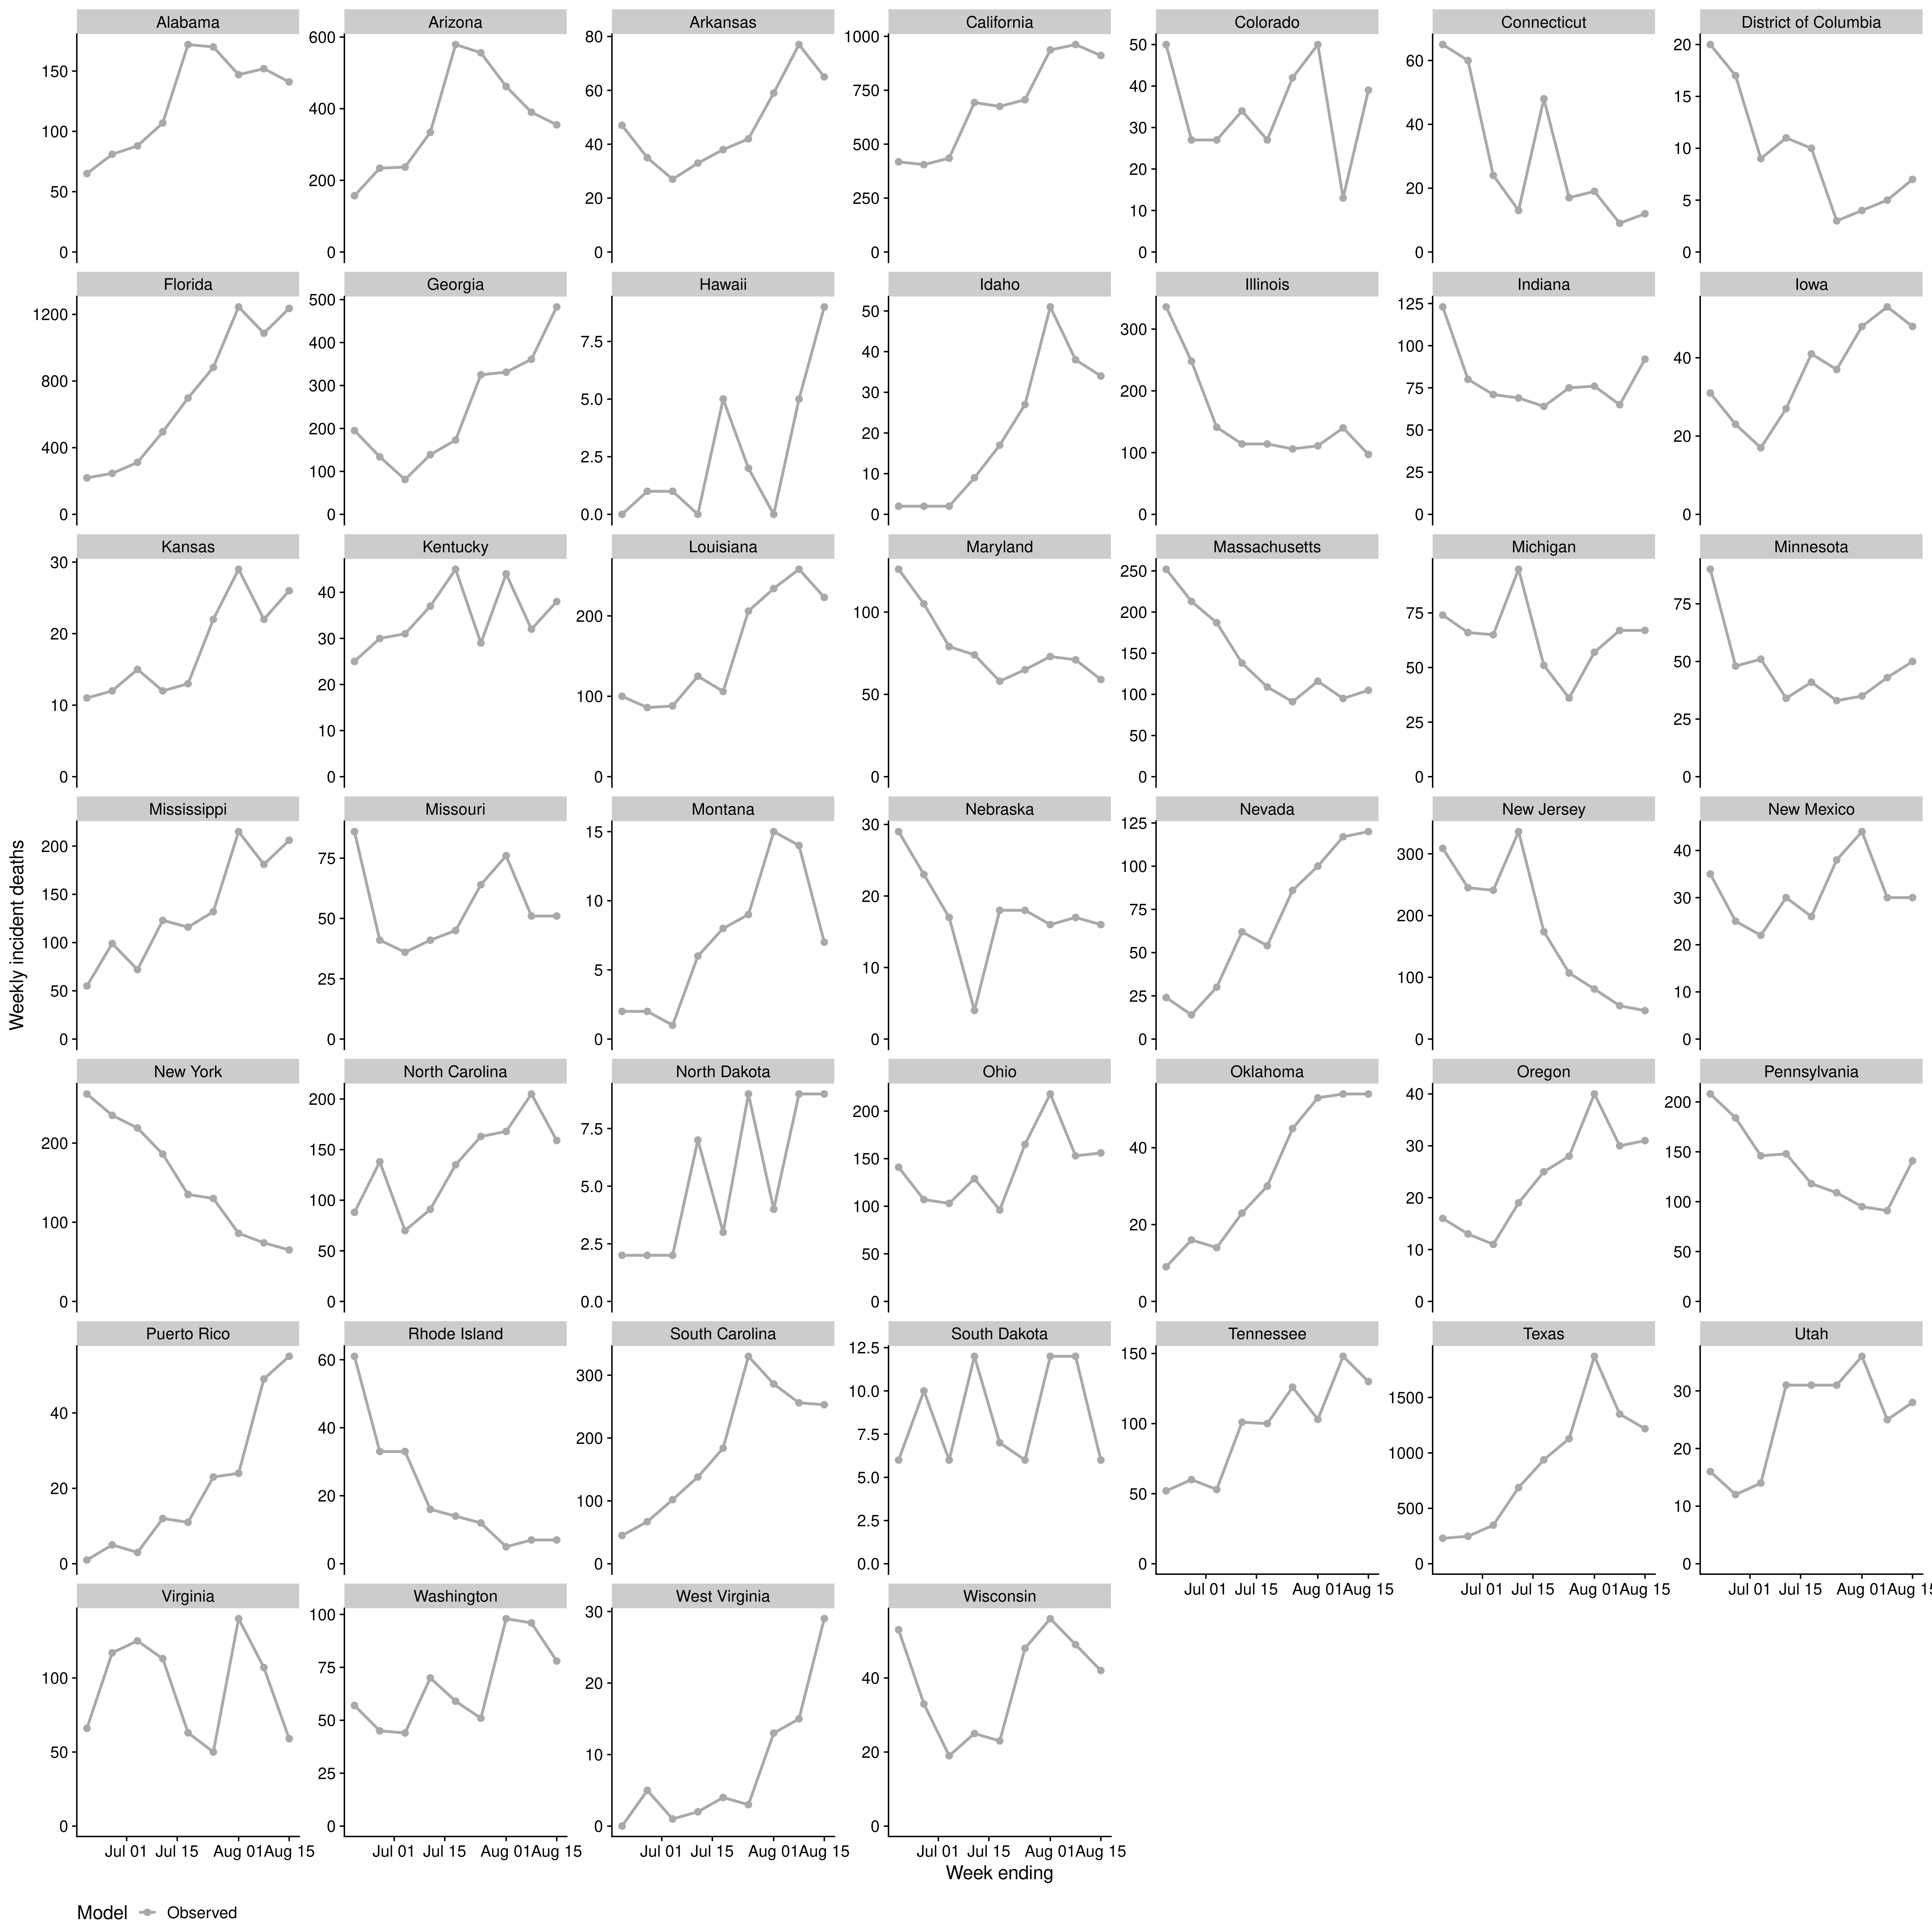 Alabama Arizona Arkansas California Colorado Connecticut District of Columbia
150 100 50 0
600 400 200 0
80 60 40 20 0
1000 750 500 250 0
50 40 30 20 10 0
60 40 20 0
20 15 10 5 0
Florida Georgia Hawaii Idaho Illinois Indiana Iowa
1200 800 400 0
500 400 300 200 100 0
7.5 5.0 2.5 0.0
50 40 30 20 10 0
300 200 100 0
125 100 75 50 25 0
40 20 0
Kansas Kentucky Louisiana Maryland Massachusetts Michigan Minnesota
30 20 10 0
40 30 20 10 0
200 100 0
100 50 0
250 200 150 100 50 0
75 50 25 0
75 50 25 0
Weekly incident deaths
Mississippi Missouri Montana Nebraska Nevada New Jersey New Mexico
200 150 100 50 0
75 50 25 0
15 10 5 0
30 20 10 0
125 100 75 50 25 0
300 200 100 0
40 30 20 10 0
New York North Carolina North Dakota Ohio Oklahoma Oregon Pennsylvania
200 100 0
200 150 100 50 0
7.5 5.0 2.5 0.0
200 150 100 50 0
40 20 0
40 30 20 10 0
200 150 100 50 0
Puerto Rico Rhode Island South Carolina South Dakota Tennessee Texas Utah
40 20 0
60 40 20 0
300 200 100 0
12.5 10.0 7.5 5.0 2.5 0.0
150 100 50 0
1500 1000 500 0
30 20 10 0
Jul 01 Jul 15 Aug 01 Aug 15 Jul 01 Jul 15 Aug 01 Aug 15 Jul 01 Jul 15 Aug 01 Aug 15
Virginia Washington West Virginia Wisconsin
100 50 0
100 75 50 25 0
30 20 10 0
40 20 0
Jul 01 Jul 15 Aug 01 Aug 15 Jul 01 Jul 15 Aug 01 Aug 15 Jul 01 Jul 15 Aug 01 Aug 15 Jul 01 Jul 15 Aug 01 Aug 15
Week ending
Model Observed